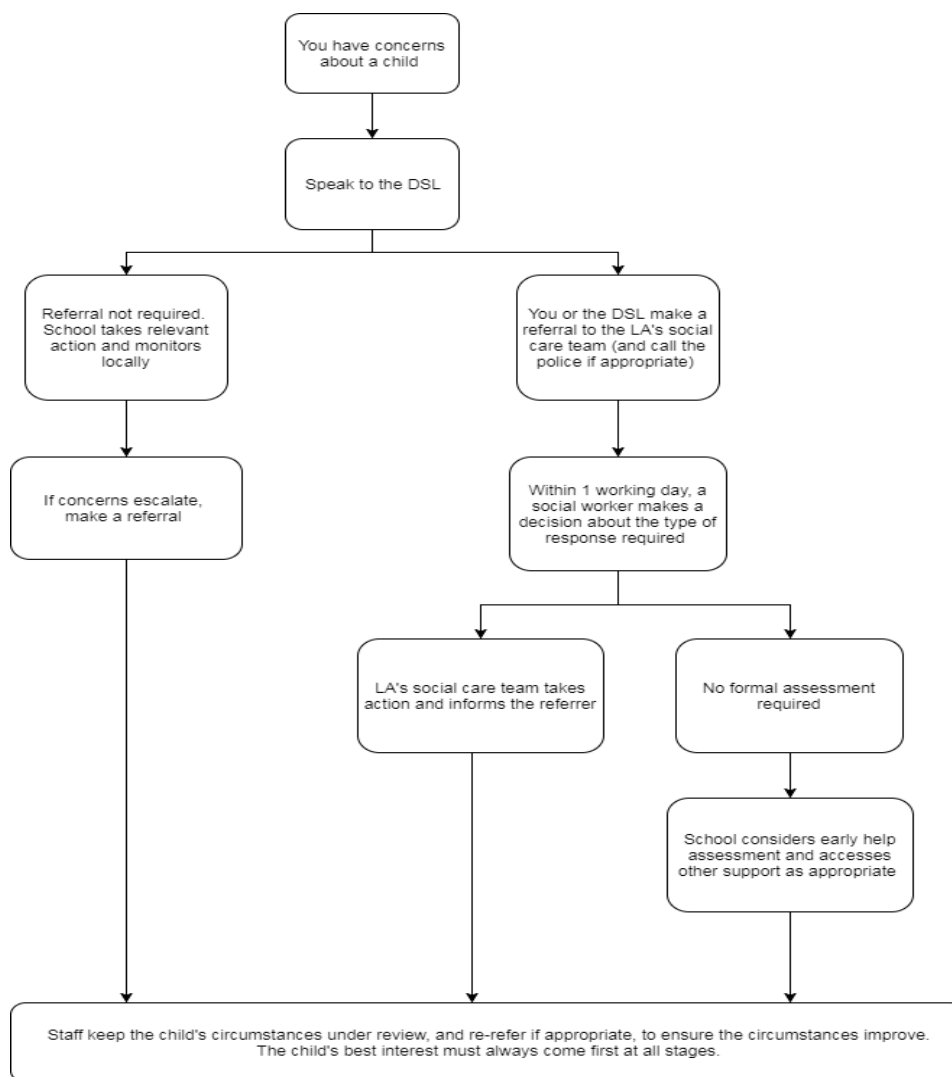 You have concerns
about a child
Speak to the DSL
Referral not required.
School takes relevant
action and monitors
locally
You or the DSL make a
referral to the LA's social
care team (and call the
police if appropriate)
If concerns escalate,
make a referral
Within 1 working day, a
social worker makes a
decision about the type of
response required
LA's social care team takes
action and informs the referrer
No formal assessment
required
School considers early help
assessment and accesses
other support as appropriate
Staff keep the child's circumstances under review, and re-refer if appropriate, to ensure the circumstances improve.
The child's best interest must always come first at all stages.